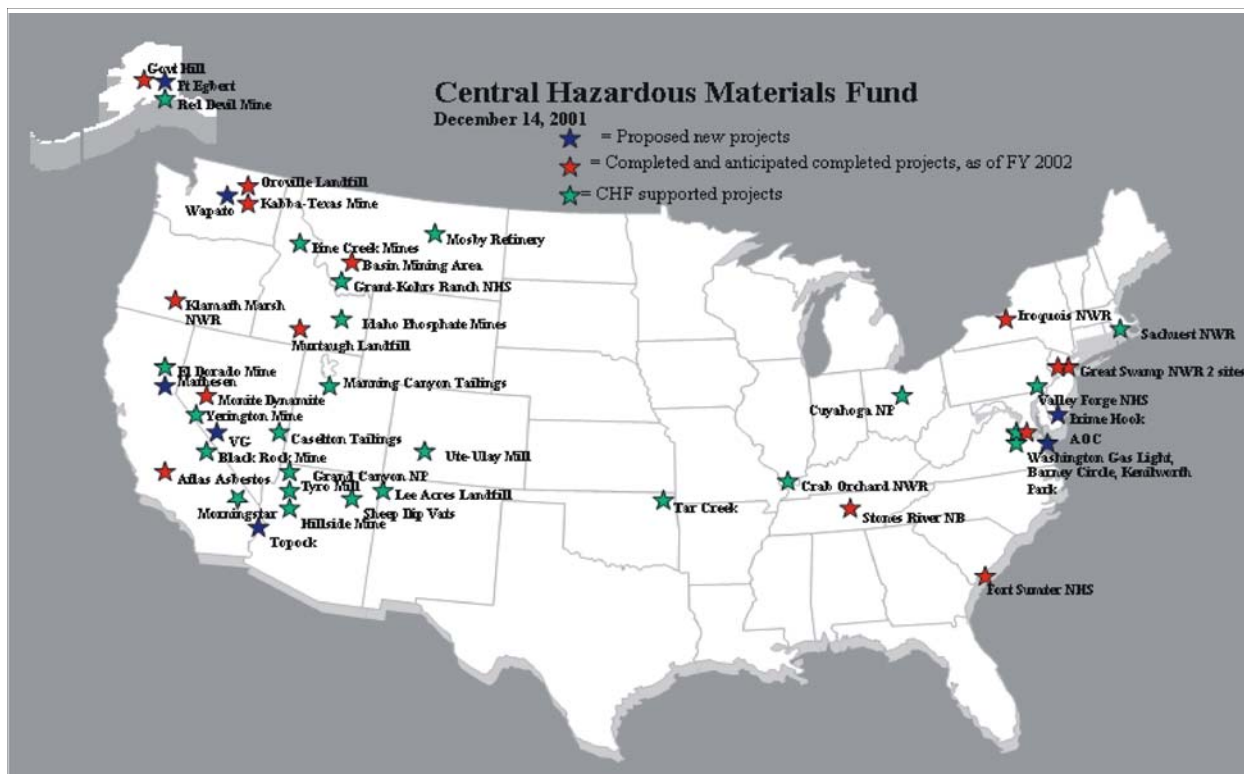 Govt Hill
Ft Egbert
Red Devil Mine
Central Hazardous Materials Fund
December 14, 2001
= Proposed new projects
= Completed and anticipated completed projects, as of FY 2002
= CHF supported projects
Oroville Landfill
Wapato
Kabba-Texas Mine
Mosby Refinery
Pine Creek Mines
Basin Mining Area
Grant-Kohrs Ranch NHS
Klamath Marsh
NWR
Idaho Phosphate Mines
Murtaugh Landfill
Iroquois NWR
Sachuest NWR
El Dorado Mine
Mathesen
Manning-Canyon Tailings
Monite Dynamite
Yerington Mine
Great Swamp NWR 2 sites
Valley Forge NHS
Cuyahoga NP
Prime Hook
VG
Caselton Tailings
AOC
Black Rock Mine
Ute-Ulay Mill
Washington Gas Light,
Barney Circle, Kenilworth
Park
Atlas Asbestos
Grand Canyon NP
Tyro Mill
Lee Acres Landfill
Crab Orchard NWR
Morningstar
Sheep Dip Vats
Hillside Mine
Tar Creek
Stones River NB
Topock
Fort Sumter NHS